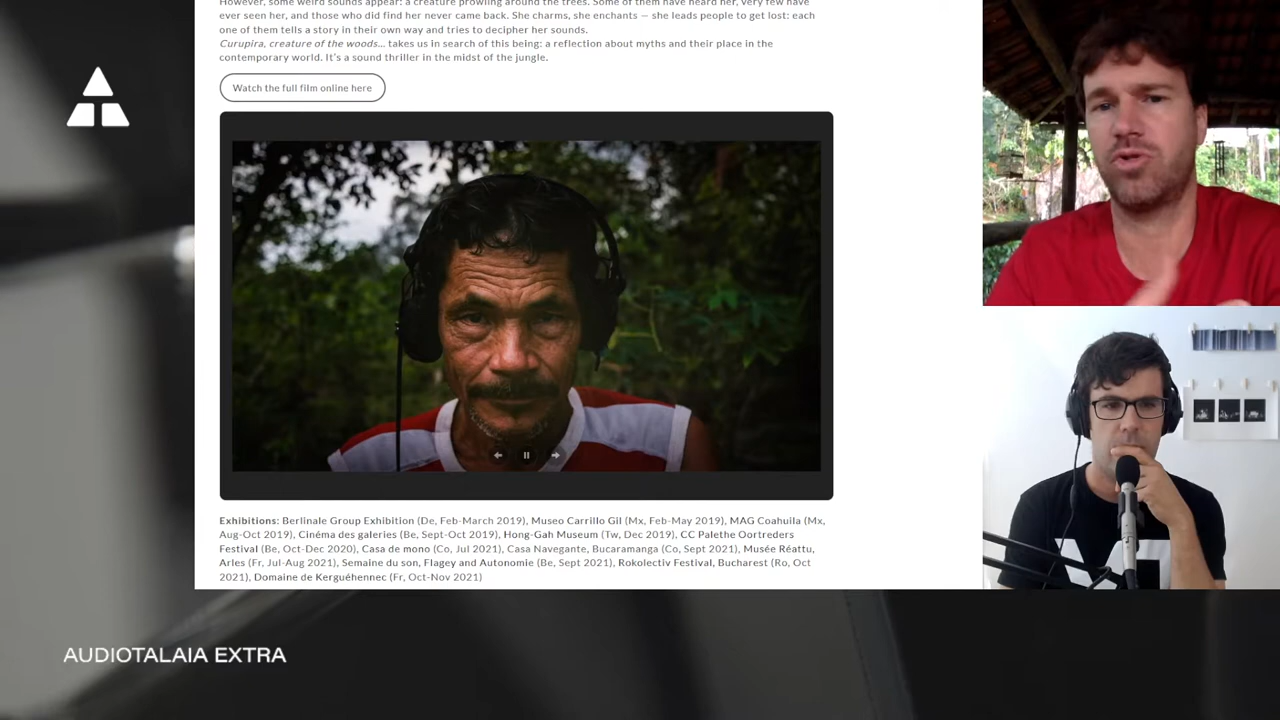 However, some weird sounds appear: a creature prowling around the trees. Some of them have heard her, very few have
ever seen her, and those who did find her never came back. She charms, she enchants — she leads people to get lost: each
one of them tells a story in their own way and tries to decipher her sounds.
Curupira, creature of the woods… takes us in search of this being: a reflection about myths and their place in the
contemporary world. It's a sound thriller in the midst of the jungle.
Watch the full film online here
Exhibitions: Berlinale Group Exhibition (De, Feb-March 2019), Museo Carrillo Gil (Mx, Feb-May 2019), MAG Coahuila (Mx,
Aug-Oct 2019), Cinéma des galeries (Be, Sept-Oct 2019), Hong-Gah Museum (Tw, Dec 2019), CC Palethe Oortreders
Festival (Be, Oct-Dec 2020), Casa de mono (Co, Jul 2021), Casa Navegante, Bucaramanga (Co, Sept 2021), Musée Réattu,
Arles (Fr, Jul-Aug 2021), Semaine du son, Flagey and Autonomie (Be, Sept 2021), Rokolectiv Festival, Bucharest (Ro, Oct
2021), Domaine de Kerguéhennec (Fr, Oct-Nov 2021)
AUDIOTALAIA EXTRA